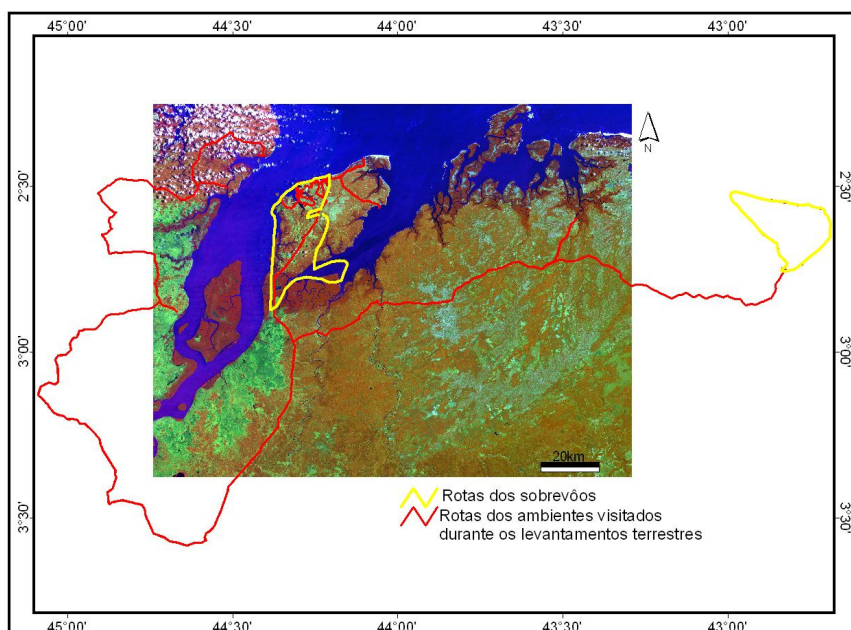 45°00' 44°30' 44°00' 43°30' 43°00'
N
2°30' 2°30'
3°00' 3°00'
20km
Rotas dos sobrevôos
Rotas dos ambientes visitados
durante os levantamentos terrestres
3°30' 3°30'
45°00' 44°30' 44°00' 43°30' 43°00'